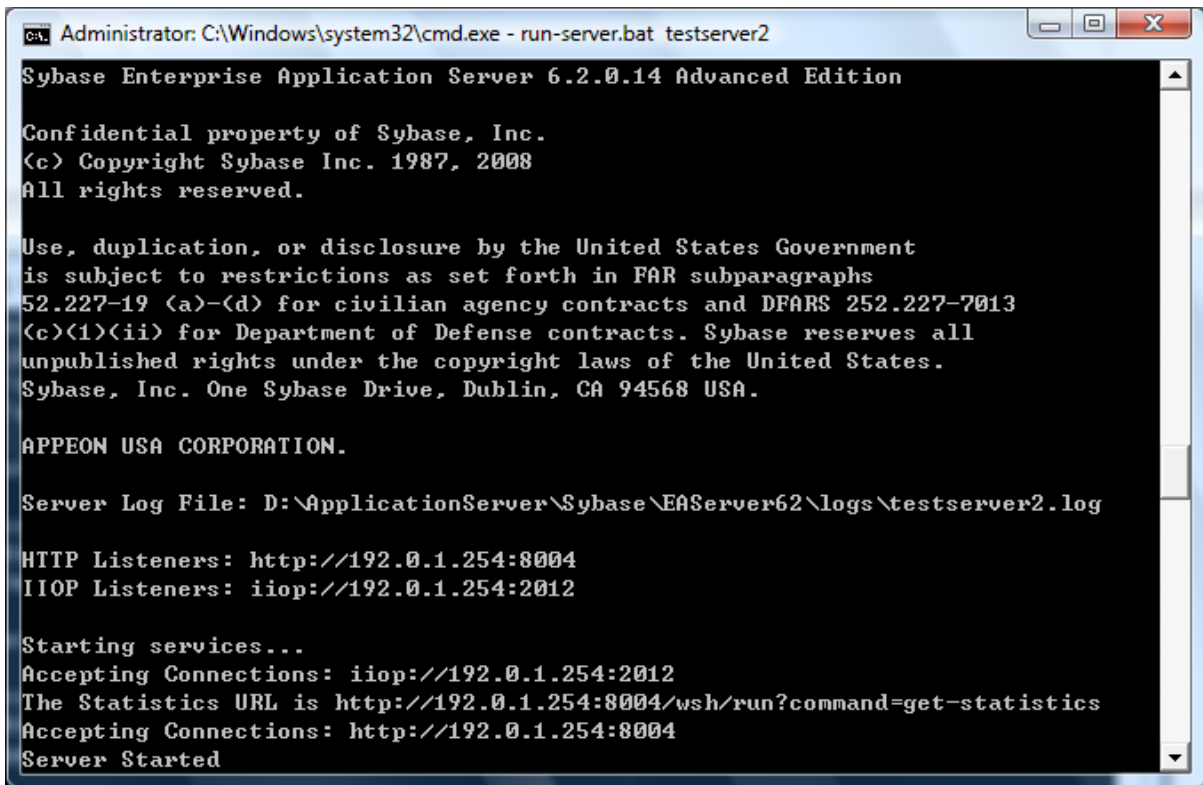 Administrator: C:\Windows\system32\cmd.exe - run-server.bat  testserver2
Sybase Enterprise Application Server 6.2.0.14 Advanced Edition
Confidential property of Sybase, Inc.
(c) Copyright Sybase Inc. 1987, 2008
All rights reserved.
Use, duplication, or disclosure by the United States Government
is subject to restrictions as set forth in FAR subparagraphs
52.227-19 (a)-(d) for civilian agency contracts and DFARS 252.227-7013
(c)(1)(ii) for Department of Defense contracts. Sybase reserves all
unpublished rights under the copyright laws of the United States.
Sybase, Inc. One Sybase Drive, Dublin, CA 94568 USA.
APPEON USA CORPORATION.
Server Log File: D:\ApplicationServer\Sybase\EAServer62\logs\testserver2.log
HTTP Listeners: http://192.0.1.254:8004
IIOP Listeners: iiop://192.0.1.254:2012
Starting services...
Accepting Connections: iiop://192.0.1.254:2012
The Statistics URL is http://192.0.1.254:8004/wsh/run?command=get-statistics
Accepting Connections: http://192.0.1.254:8004
Server Started